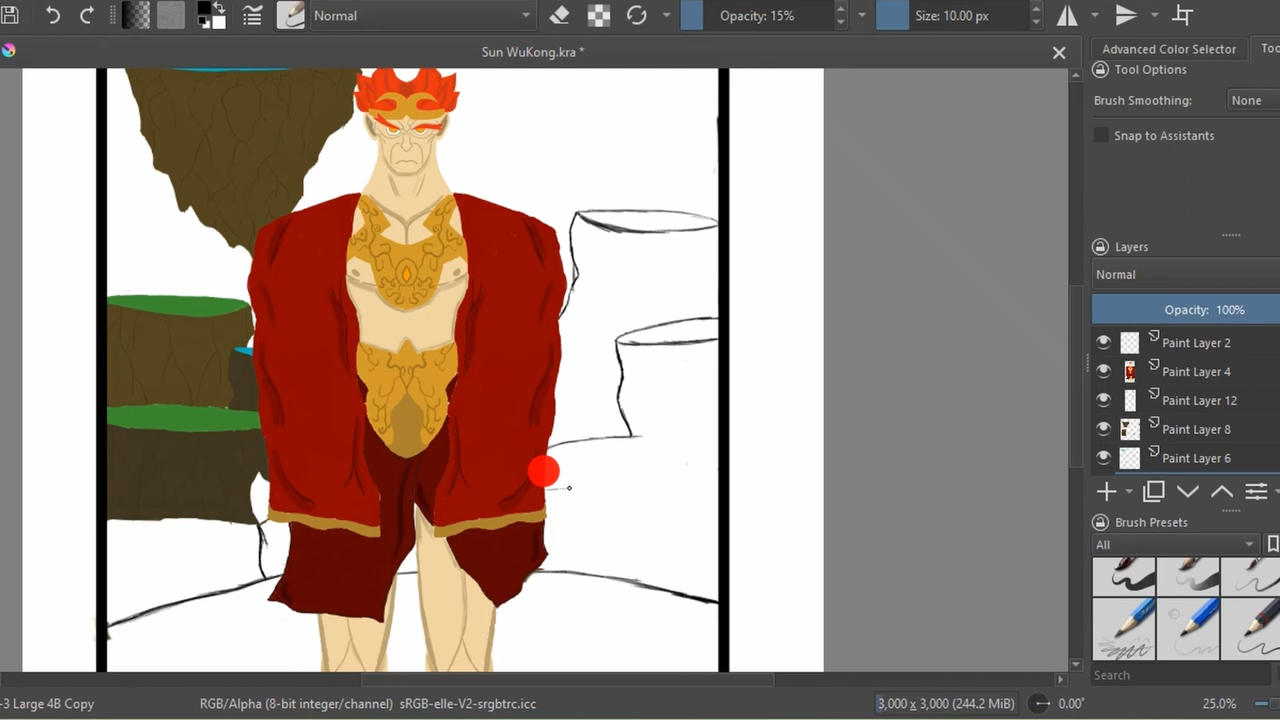 Normal
Opacity: 15%
Size: 10.00 px
Sun WuKong.kra *
Advanced Color Selector
Tool Options
Brush Smoothing:
None
Snap to Assistants
Layers
Normal
Opacity: 100%
Paint Layer 2
Paint Layer 4
Paint Layer 12
Paint Layer 8
Paint Layer 6
Brush Presets
All
Search
-3 Large 4B Copy
RGB/Alpha (8-bit integer/channel) sRGB-elle-V2-srgbtrc.icc
3,000 x 3,000 (244.2 MiB)
0.00°
25.0%